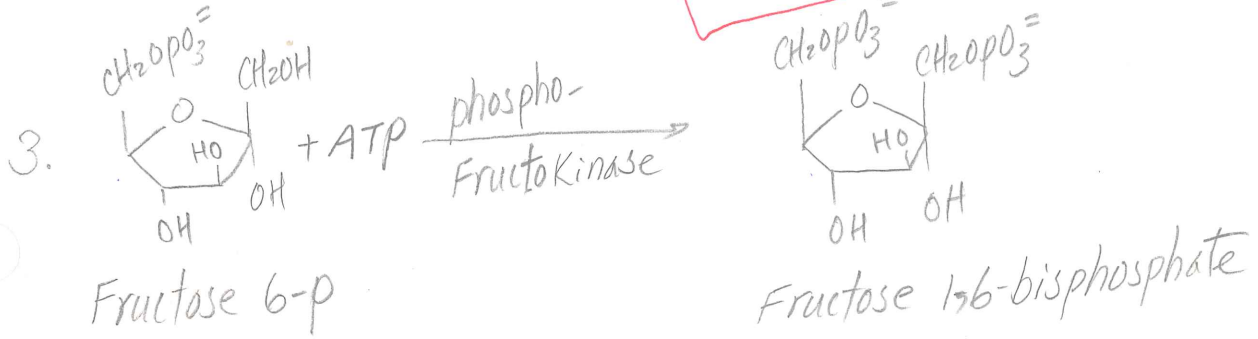 3.
CH₂OPO₃⁼ CH₂OH
O
HO
OH
OH
+ ATP
phospho-
Fructokinase
CH₂OPO₃⁻ CH₂OPO₃⁼
O
HO
OH
OH
Fructose 6-p
Fructose 1,6-bisphosphate